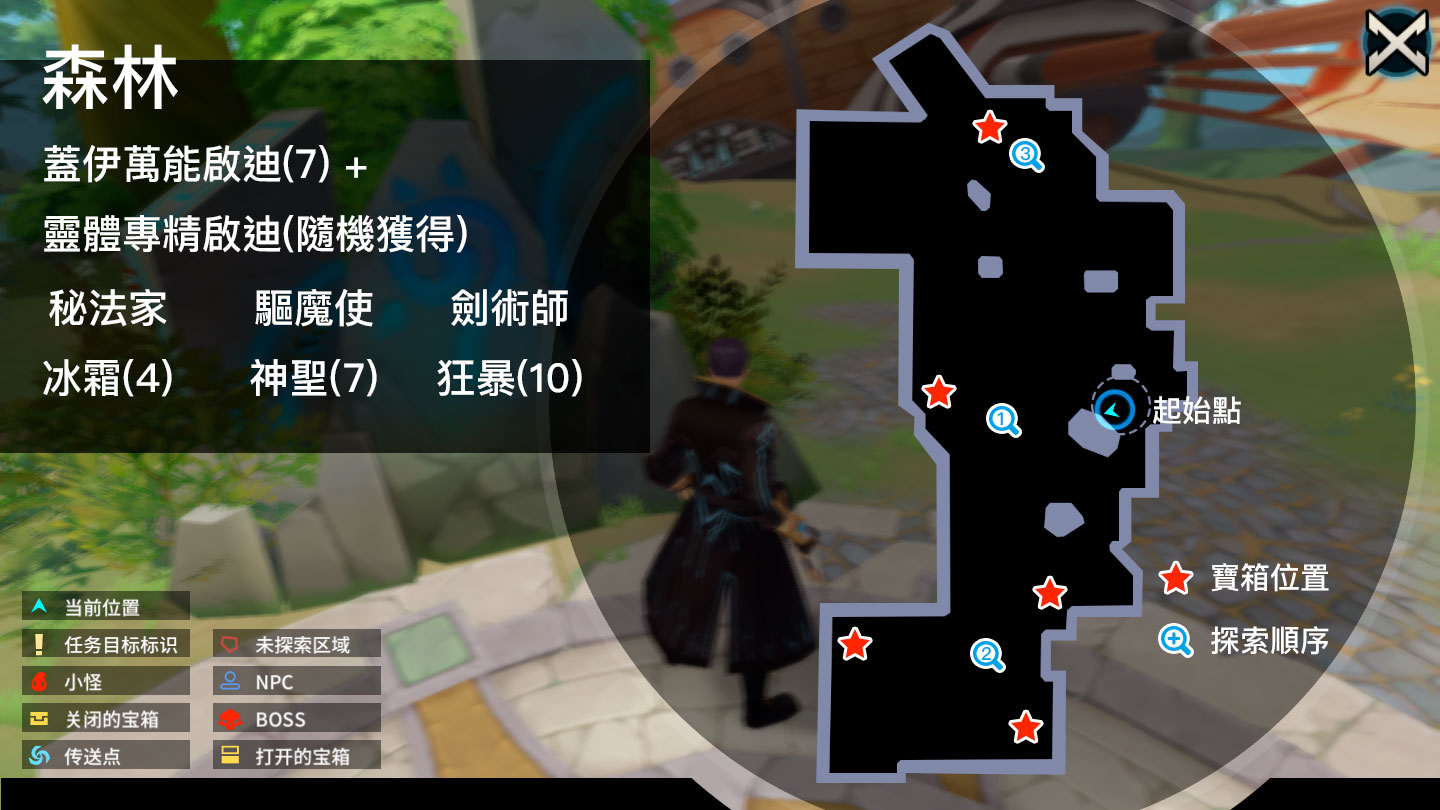 森林
蓋伊萬能啟迪(7) +
靈體專精啟迪(隨機獲得)
秘法家 驅魔使 劍術師
冰霜(4) 神聖(7) 狂暴(10)
3
1
起始點
2
寶箱位置
探索順序
当前位置
任务目标标识 未探索区域
小怪 NPC
关闭的宝箱 BOSS
传送点 打开的宝箱